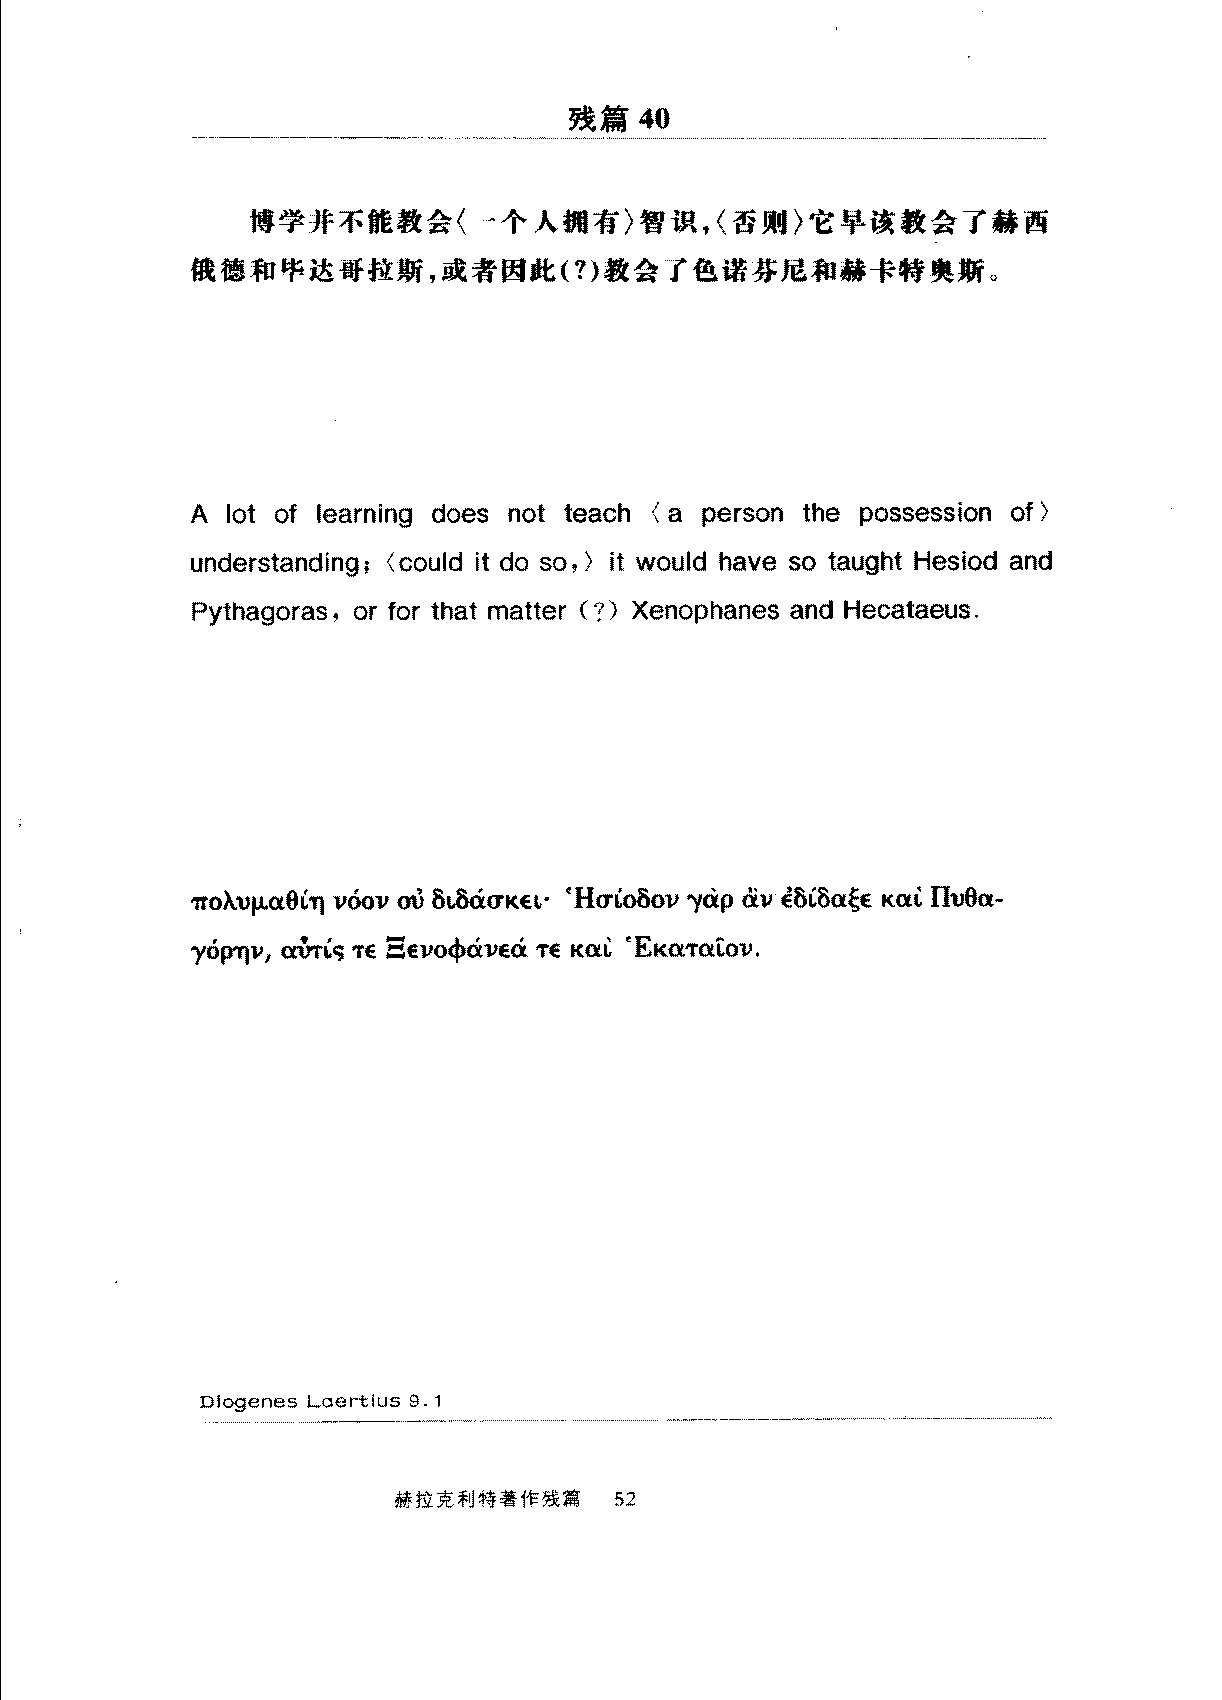 残篇 40
博学并不能教会〈一个人拥有〉智识,〈否则〉它早该教会了赫西
俄德和毕达哥拉斯,或者因此(?)教会了色诺芬尼和赫卡特奥斯。
A lot of learning does not teach 〈a person the possession of〉
understanding; 〈could it do so,〉 it would have so taught Hesiod and
Pythagoras, or for that matter (?) Xenophanes and Hecataeus.
πολυμαθίη νόον οὐ διδάσκει· Ἡσίοδον γὰρ ἂν ἐδίδαξε καὶ Πυθα-
γόρην, αὖτίς τε Ξενοφάνεά τε καὶ Ἑκαταῖον.
Diogenes Laertius 9.1
赫拉克利特著作残篇 52